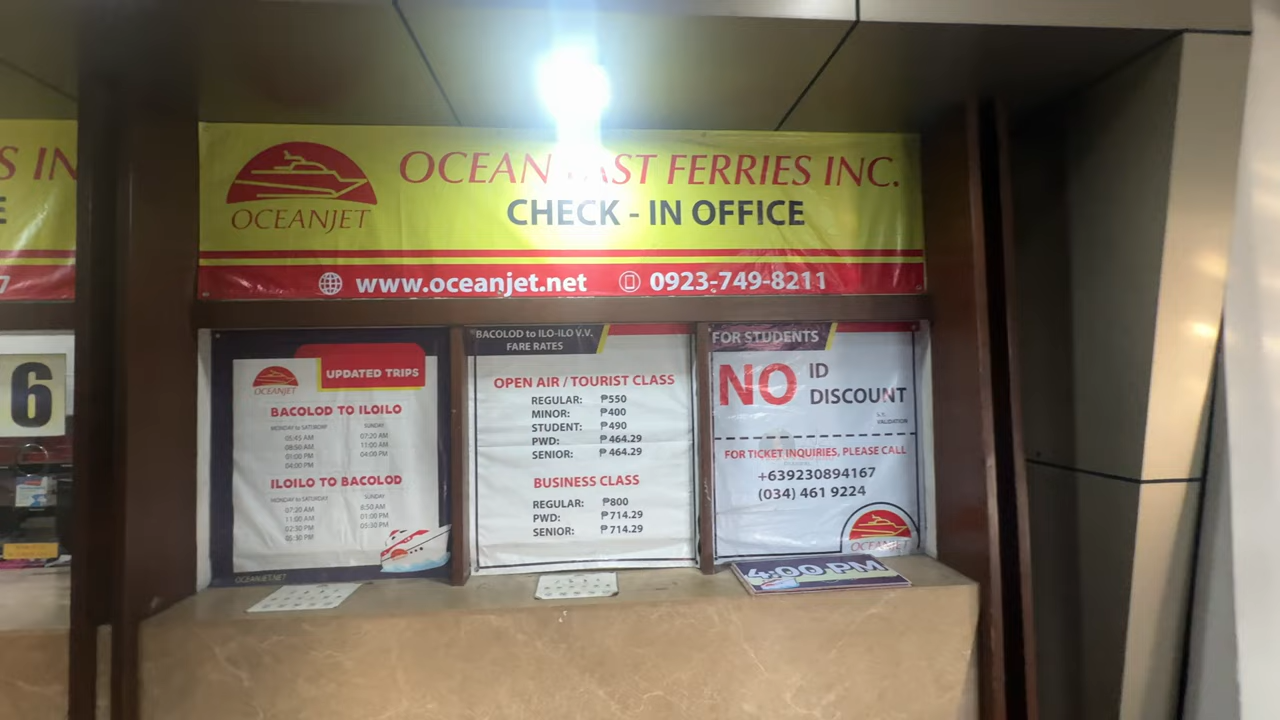 S IN
E
7
6
OCEANJET
OCEAN FAST FERRIES INC.
CHECK - IN OFFICE
www.oceanjet.net 0923-749-8211
OCEANJET
UPDATED TRIPS
BACOLOD TO ILOILO
MONDAY to SATURDAY SUNDAY
05:45 AM 07:20 AM
08:50 AM 11:00 AM
01:00 PM 04:00 PM
04:00 PM
ILOILO TO BACOLOD
MONDAY to SATURDAY SUNDAY
07:20 AM 8:50 AM
11:00 AM 01:00 PM
02:30 PM 05:30 PM
05:30 PM
OCEANJET.NET
BACOLOD to ILO-ILO V.V.
FARE RATES
OPEN AIR / TOURIST CLASS
REGULAR: ₱550
MINOR: ₱400
STUDENT: ₱490
PWD: ₱ 464.29
SENIOR: ₱ 464.29
BUSINESS CLASS
REGULAR: ₱800
PWD: ₱ 714.29
SENIOR: ₱ 714.29
FOR STUDENTS
NO ID
DISCOUNT
VALIDATION
FOR TICKET INQUIRIES, PLEASE CALL
+639230894167
(034) 461 9224
OCEANJET
4:00 PM